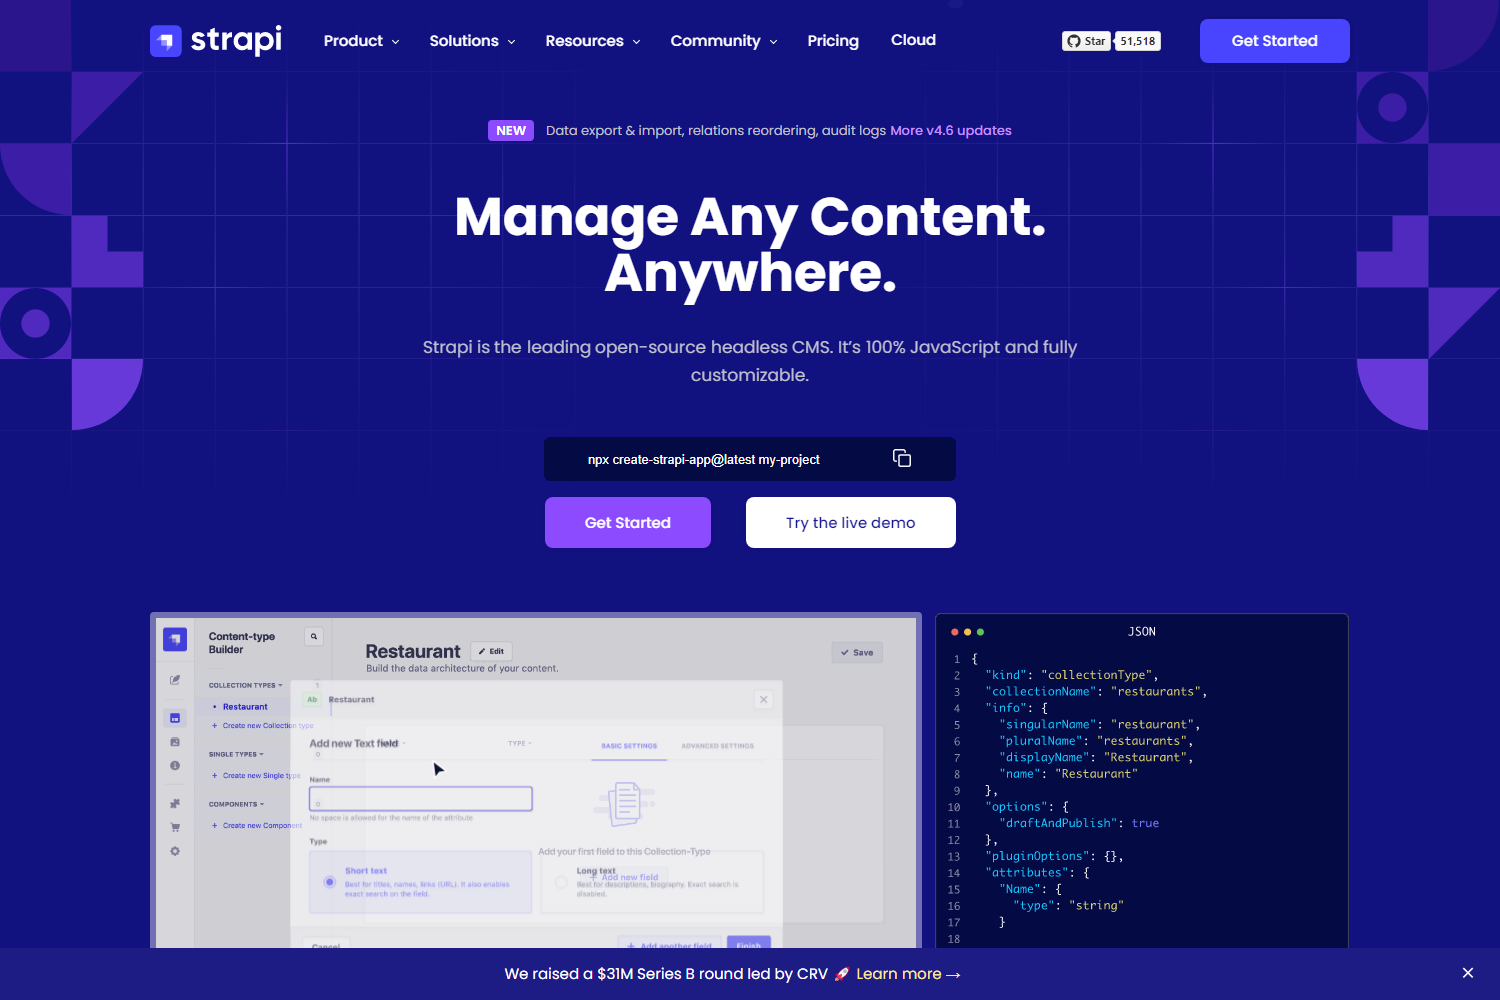 strapi
Product
Solutions
Resources
Community
Pricing
Cloud
Star
51,518
Get Started
NEW
Data export & import, relations reordering, audit logs More v4.6 updates
Manage Any Content.
Anywhere.
Strapi is the leading open-source headless CMS. It’s 100% JavaScript and fully
customizable.
npx create-strapi-app@latest my-project
Get Started
Try the live demo
Content-type
Builder
COLLECTION TYPES
1
Restaurant
+ Create new Collection type
SINGLE TYPES
0
+ Create new Single type
COMPONENTS
0
+ Create new Component
Restaurant
Edit
Build the data architecture of your content.
Save
Ab
Restaurant
Add new Text field
TYPE
BASIC SETTINGS
ADVANCED SETTINGS
Name
No space is allowed for the name of the attribute
Type
Add your first field to this Collection-Type
+ Add new field
Short text
Best for titles, names, links (URL). It also enables
exact search on the field.
Long text
Best for descriptions, biography. Exact search is
disabled.
Cancel
+ Add another field
Finish
JSON
1 {
2 "kind": "collectionType",
3 "collectionName": "restaurants",
4 "info": {
5 "singularName": "restaurant",
6 "pluralName": "restaurants",
7 "displayName": "Restaurant",
8 "name": "Restaurant"
9 },
10 "options": {
11 "draftAndPublish": true
12 },
13 "pluginOptions": {},
14 "attributes": {
15 "Name": {
16 "type": "string"
17 }
18
We raised a $31M Series B round led by CRV 🚀 Learn more →